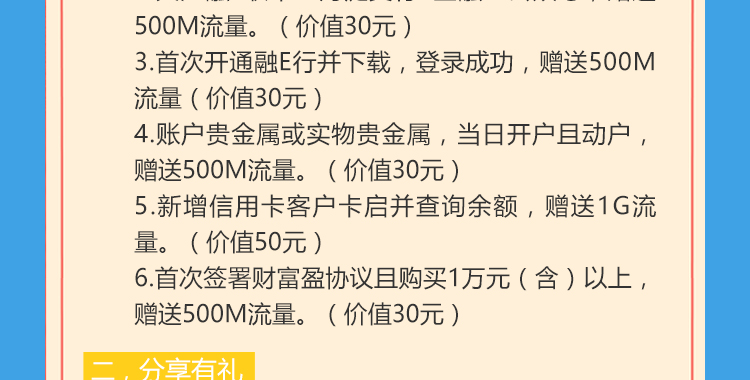 500M流量。（价值30元）
3.首次开通融E行并下载，登录成功，赠送500M
流量（价值30元）
4.账户贵金属或实物贵金属，当日开户且动户，
赠送500M流量。（价值30元）
5.新增信用卡客户卡启并查询余额，赠送1G流
量。（价值50元）
6.首次签署财富盈协议且购买1万元（含）以上，
赠送500M流量。（价值30元）
二，分享有礼